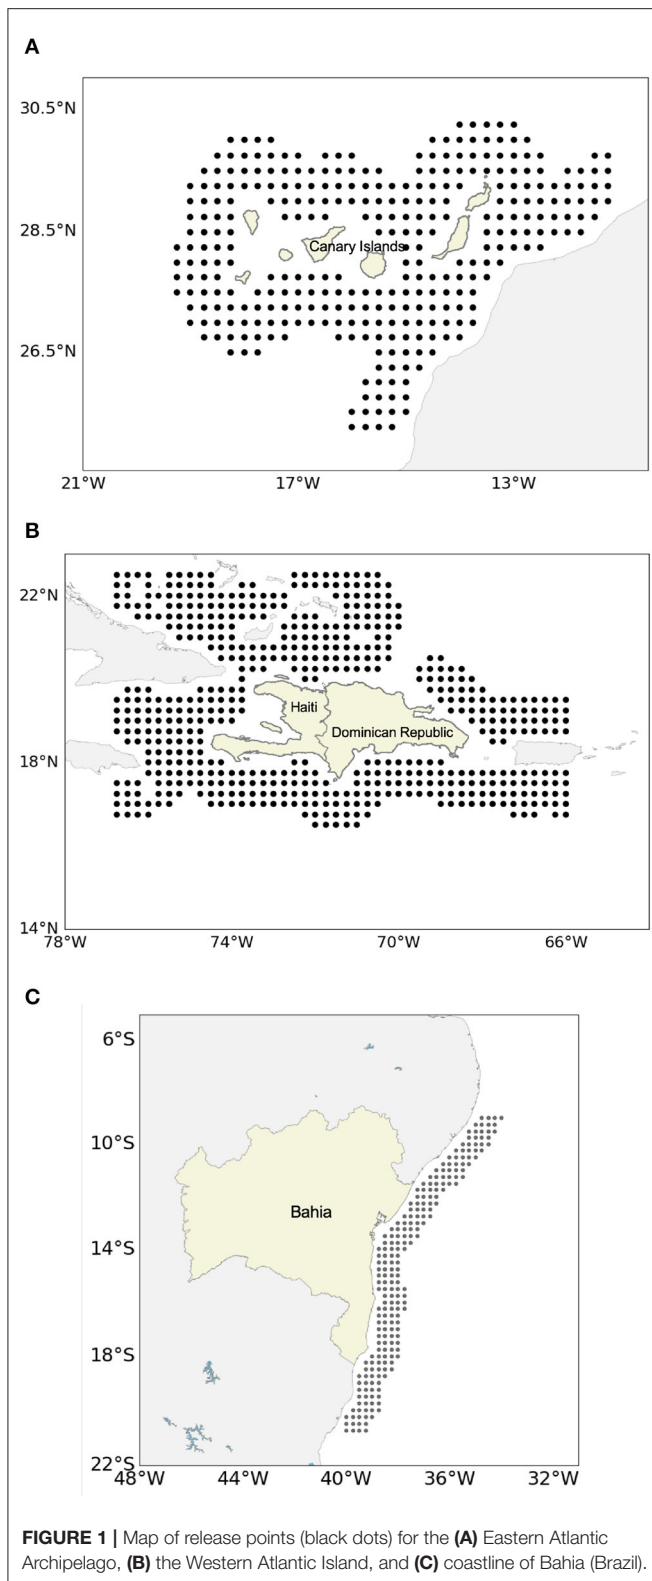 A
30.5°N
28.5°N
26.5°N
Canary Islands
21°W 17°W 13°W
B
22°N
18°N
14°N
Haiti
Dominican Republic
78°W 74°W 70°W 66°W
C
6°S
10°S
14°S
18°S
22°S
Bahia
48°W 44°W 40°W 36°W 32°W
FIGURE 1 | Map of release points (black dots) for the (A) Eastern Atlantic
Archipelago, (B) the Western Atlantic Island, and (C) coastline of Bahia (Brazil).